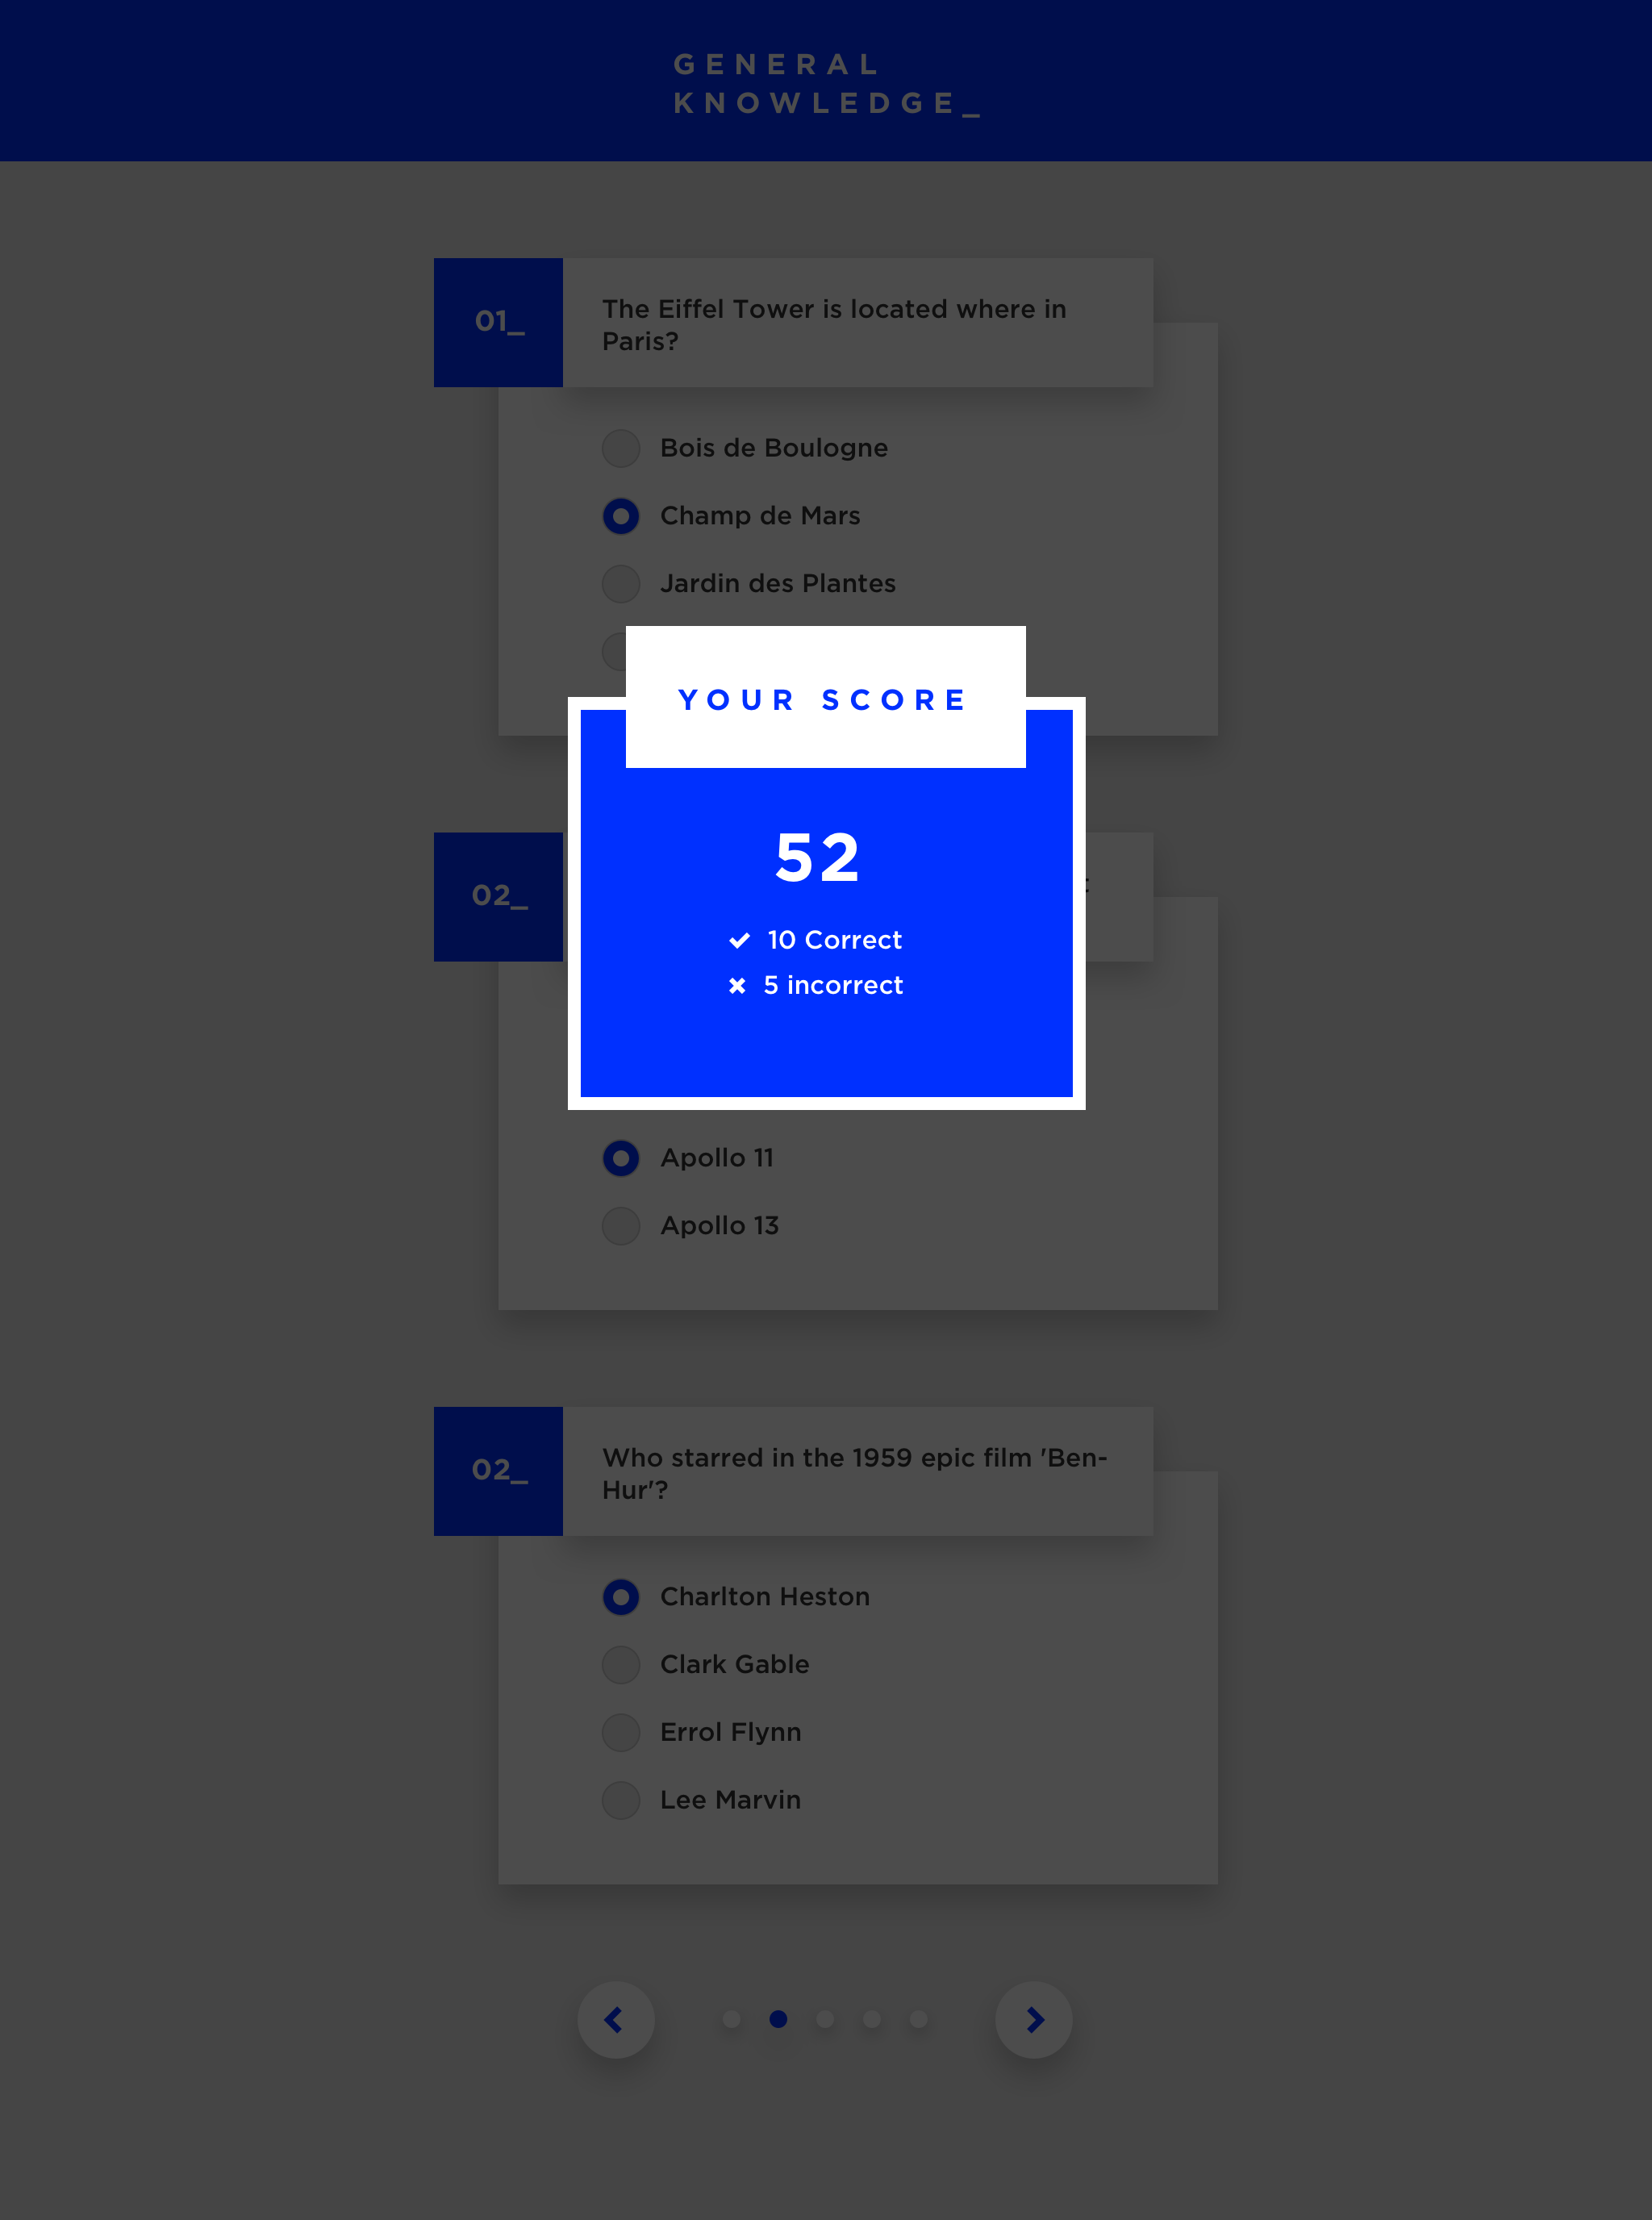 GENERAL
KNOWLEDGE_
01_
The Eiffel Tower is located where in
Paris?
Bois de Boulogne
Champ de Mars
Jardin des Plantes
YOUR SCORE
52
10 Correct
5 incorrect
02_
Apollo 11
Apollo 13
02_
Who starred in the 1959 epic film 'Ben-
Hur'?
Charlton Heston
Clark Gable
Errol Flynn
Lee Marvin